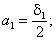 a₁ = δ₁/2;